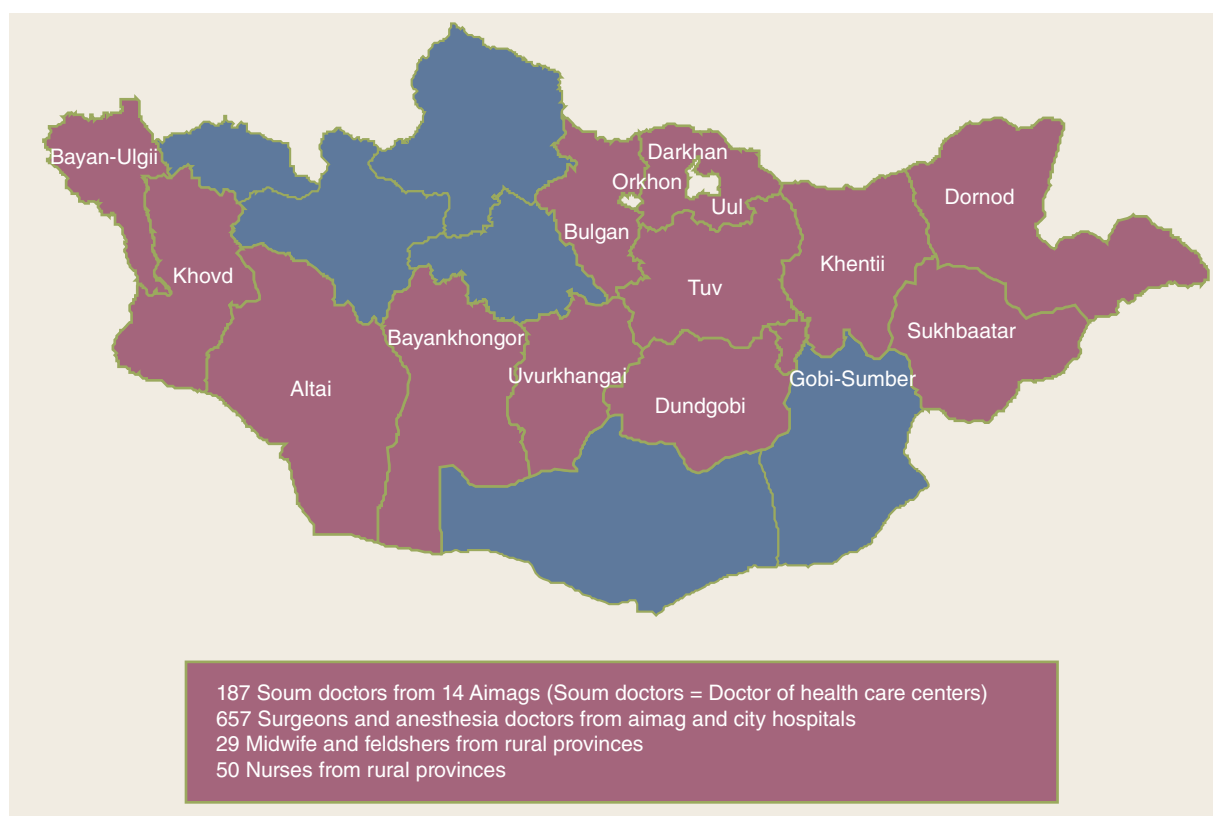 Bayan-Ulgii
Darkhan
Orkhon
Uul
Dornod
Bulgan
Khovd
Khentii
Tuv
Bayankhongor
Sukhbaatar
Uvurkhangai
Gobi-Sumber
Altai
Dundgobi
187 Soum doctors from 14 Aimags (Soum doctors = Doctor of health care centers)
657 Surgeons and anesthesia doctors from aimag and city hospitals
29 Midwife and feldshers from rural provinces
50 Nurses from rural provinces